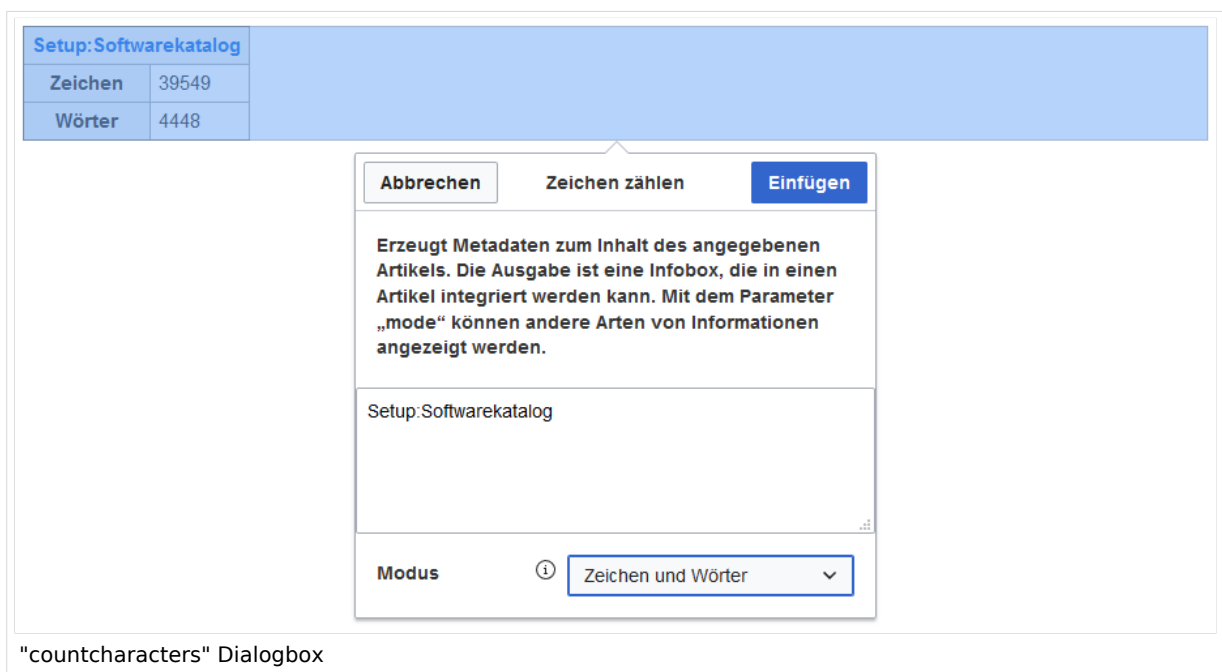 Setup:Softwarekatalog
Zeichen 39549
Wörter 4448
Abbrechen Zeichen zählen Einfügen
Erzeugt Metadaten zum Inhalt des angegebenen
Artikels. Die Ausgabe ist eine Infobox, die in einen
Artikel integriert werden kann. Mit dem Parameter
„mode“ können andere Arten von Informationen
angezeigt werden.
Setup:Softwarekatalog
Modus Zeichen und Wörter
"countcharacters" Dialogbox